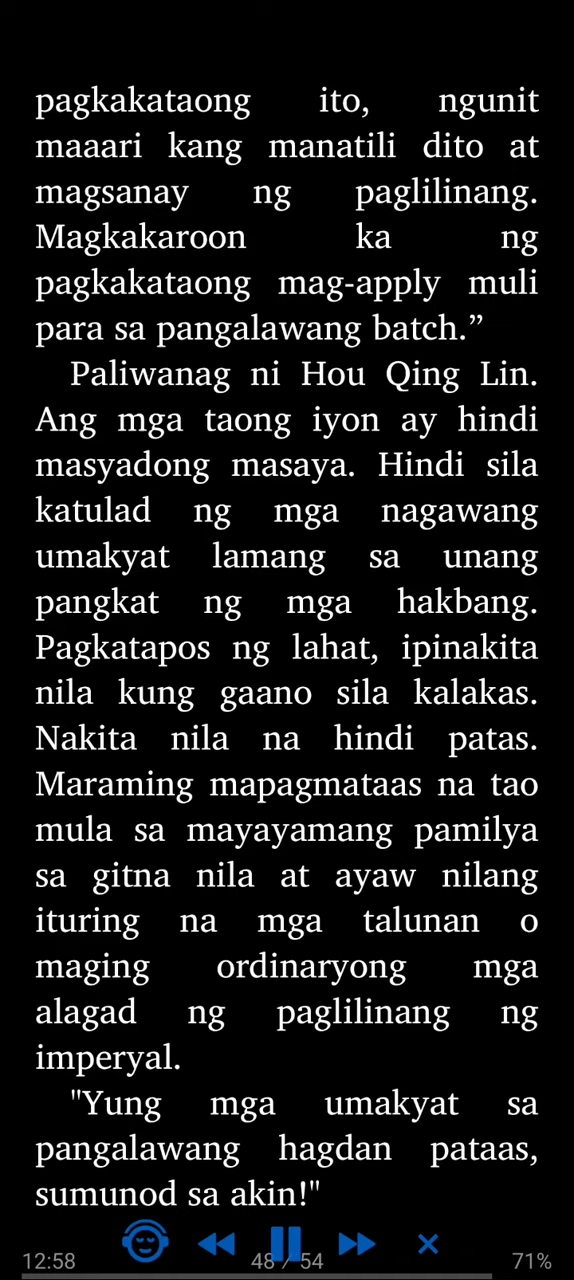 pagkakataong ito, ngunit
maaari kang manatili dito at
magsanay ng paglilinang.
Magkakaroon ka ng
pagkakataong mag-apply muli
para sa pangalawang batch.”
Paliwanag ni Hou Qing Lin.
Ang mga taong iyon ay hindi
masyadong masaya. Hindi sila
katulad ng mga nagawang
umakyat lamang sa unang
pangkat ng mga hakbang.
Pagkatapos ng lahat, ipinakita
nila kung gaano sila kalakas.
Nakita nila na hindi patas.
Maraming mapagmataas na tao
mula sa mayayamang pamilya
sa gitna nila at ayaw nilang
ituring na mga talunan o
maging ordinaryong mga
alagad ng paglilinang ng
imperyal.
"Yung mga umakyat sa
pangalawang hagdan pataas,
sumunod sa akin!"
12:58 48 / 54 71%